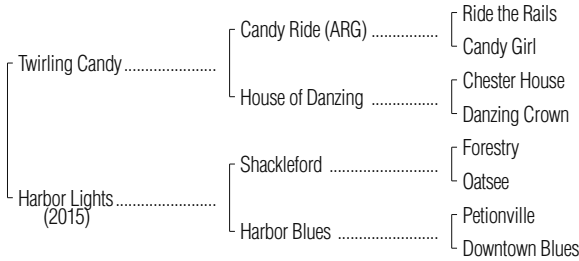 Ride the Rails
Candy Ride (ARG) ................
Candy Girl
Twirling Candy ......................
Chester House
House of Danzing ................
Danzing Crown
Forestry
Shackleford ..........................
Oatsee
Harbor Lights ........................
(2015)
Petionville
Harbor Blues ........................
Downtown Blues